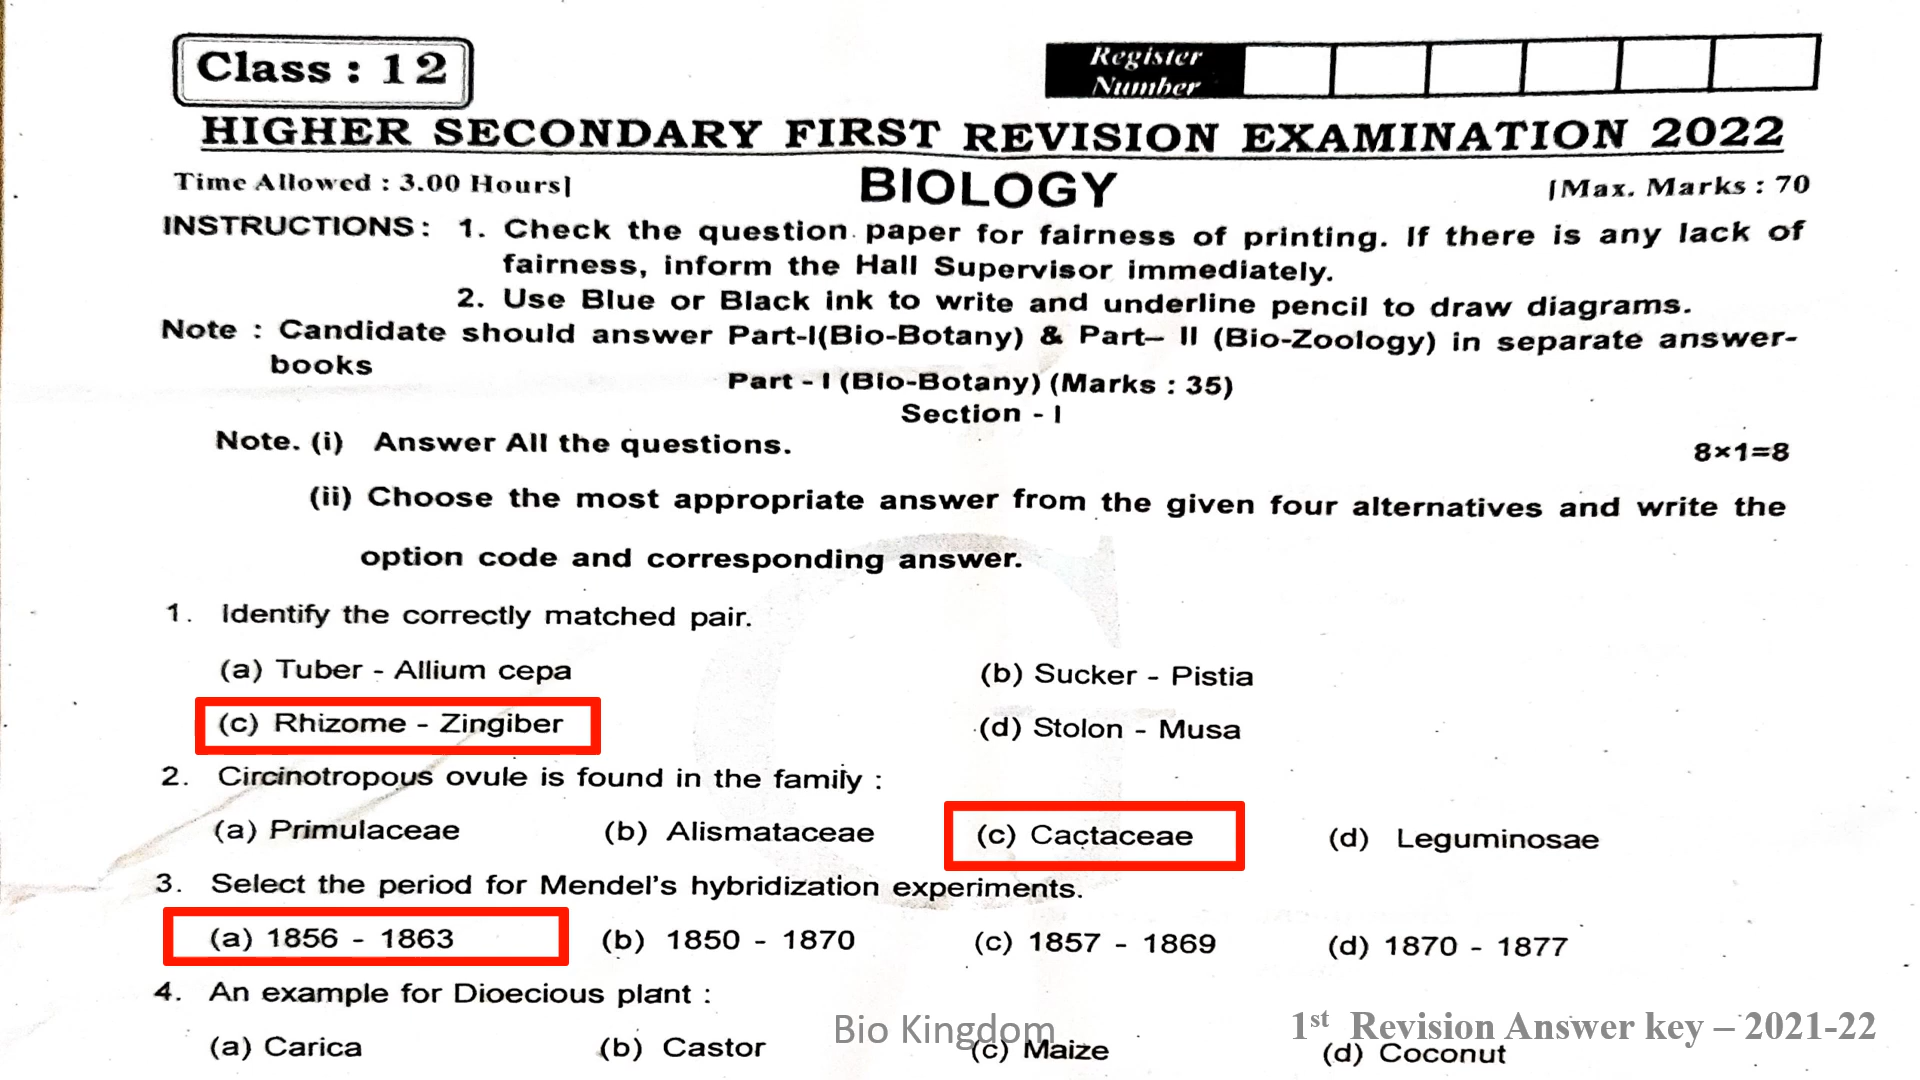 Class : 12
Register
Number
HIGHER SECONDARY FIRST REVISION EXAMINATION 2022
Time Allowed : 3.00 Hours]
BIOLOGY
[Max. Marks : 70
INSTRUCTIONS : 1. Check the question paper for fairness of printing. If there is any lack of
fairness, inform the Hall Supervisor immediately.
2. Use Blue or Black ink to write and underline pencil to draw diagrams.
Note : Candidate should answer Part-I(Bio-Botany) & Part– II (Bio-Zoology) in separate answer-
books
Part - I (Bio-Botany) (Marks : 35)
Section - I
Note. (i) Answer All the questions. 8×1=8
(ii) Choose the most appropriate answer from the given four alternatives and write the
option code and corresponding answer.
1. Identify the correctly matched pair.
(a) Tuber - Allium cepa (b) Sucker - Pistia
(c) Rhizome - Zingiber (d) Stolon - Musa
2. Circinotropous ovule is found in the family :
(a) Primulaceae (b) Alismataceae (c) Cactaceae (d) Leguminosae
3. Select the period for Mendel's hybridization experiments.
(a) 1856 - 1863 (b) 1850 - 1870 (c) 1857 - 1869 (d) 1870 - 1877
4. An example for Dioecious plant :
(a) Carica (b) Castor (c) Maize (d) Coconut
Bio Kingdom
1st Revision Answer key – 2021-22